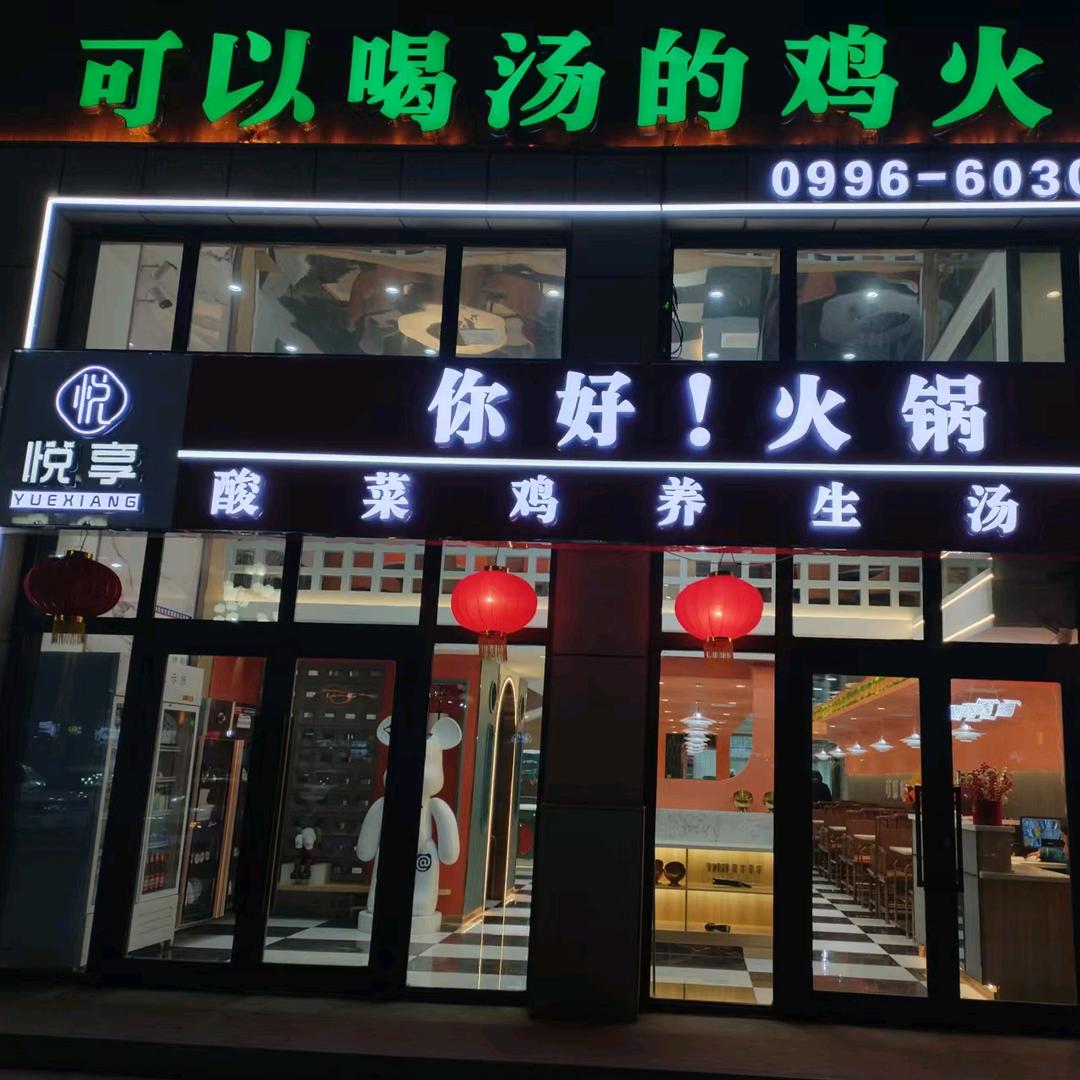 可以喝汤的鸡火
0996-6030
悦
悦享
YUEXIANG
你好!火锅
酸菜鸡养生汤
@